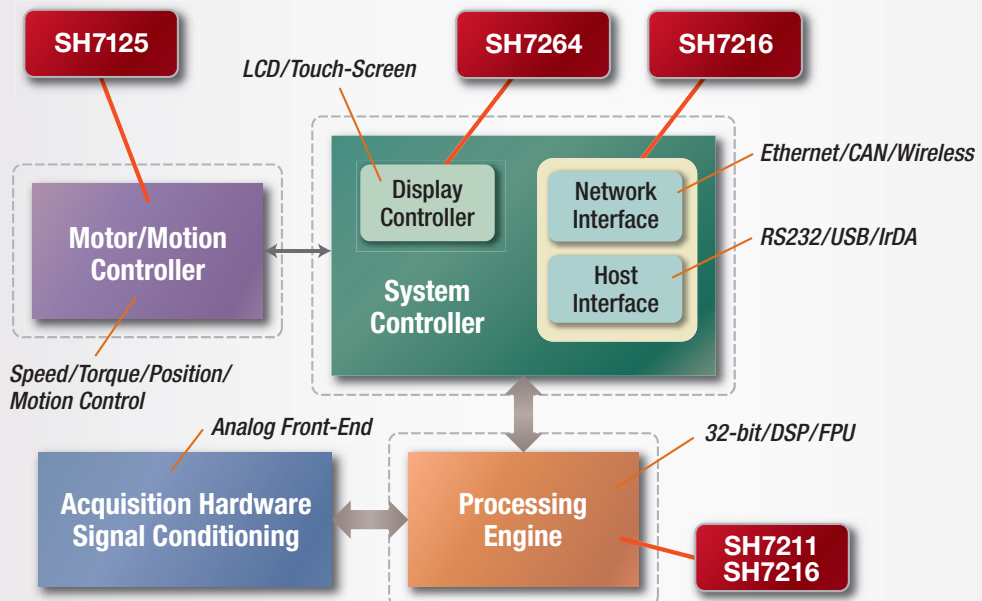 SH7125
SH7264
SH7216
LCD/Touch-Screen
Ethernet/CAN/Wireless
Display
Controller
Network
Interface
Motor/Motion
Controller
RS232/USB/IrDA
Host
Interface
System
Controller
Speed/Torque/Position/
Motion Control
Analog Front-End
32-bit/DSP/FPU
Acquisition Hardware
Signal Conditioning
Processing
Engine
SH7211
SH7216